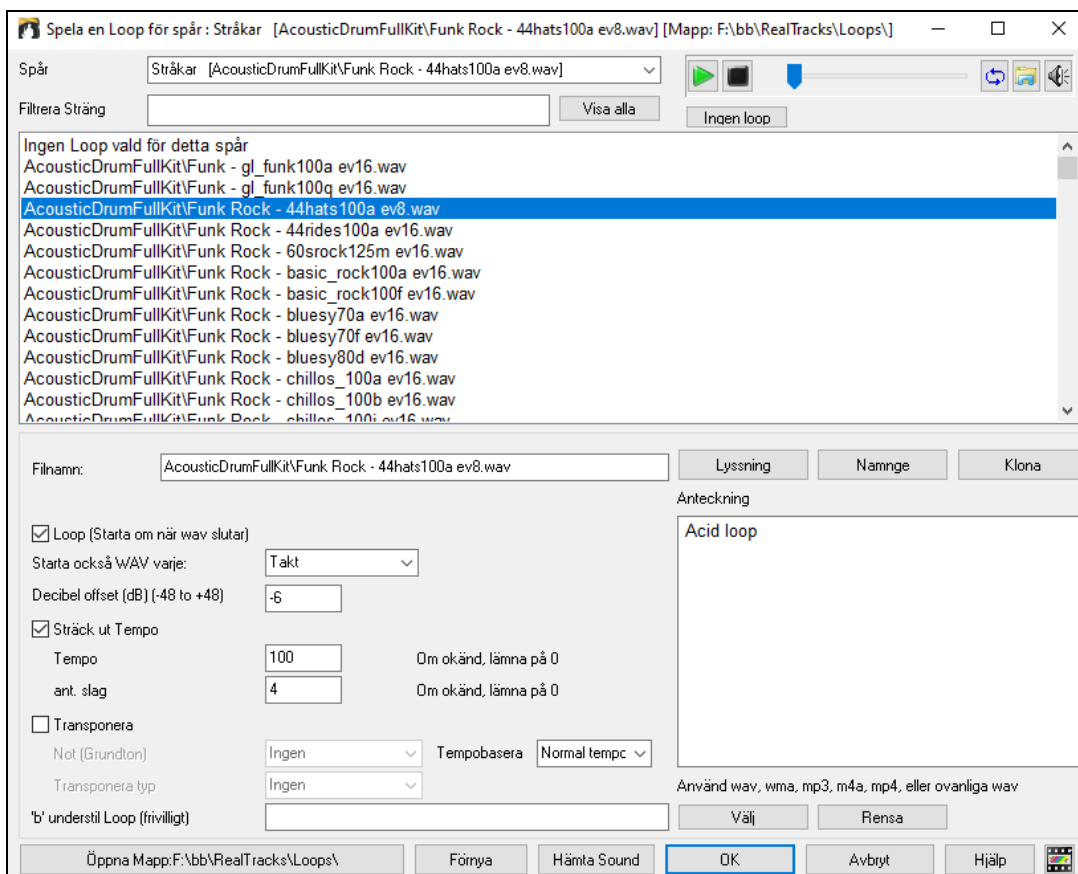 Spela en Loop för spår : Stråkar [AcousticDrumFullKit\Funk Rock - 44hats100a ev8.wav] [Mapp: F:\bb\RealTracks\Loops\]
Spår Stråkar [AcousticDrumFullKit\Funk Rock - 44hats100a ev8.wav]
Filtrera Sträng Visa alla Ingen loop
Ingen Loop vald för detta spår
AcousticDrumFullKit\Funk - gl_funk100a ev16.wav
AcousticDrumFullKit\Funk - gl_funk100q ev16.wav
AcousticDrumFullKit\Funk Rock - 44hats100a ev8.wav
AcousticDrumFullKit\Funk Rock - 44rides100a ev16.wav
AcousticDrumFullKit\Funk Rock - 60srock125m ev16.wav
AcousticDrumFullKit\Funk Rock - basic_rock100a ev16.wav
AcousticDrumFullKit\Funk Rock - basic_rock100f ev16.wav
AcousticDrumFullKit\Funk Rock - bluesy70a ev16.wav
AcousticDrumFullKit\Funk Rock - bluesy70f ev16.wav
AcousticDrumFullKit\Funk Rock - bluesy80d ev16.wav
AcousticDrumFullKit\Funk Rock - chillos_100a ev16.wav
AcousticDrumFullKit\Funk Rock - chillos_100b ev16.wav
AcousticDrumFullKit\Funk Rock - chillos_100i ev16.wav
Filnamn: AcousticDrumFullKit\Funk Rock - 44hats100a ev8.wav Lyssning Namnge Klona
Anteckning
Acid loop
Loop (Starta om när wav slutar)
Starta också WAV varje: Takt
Decibel offset (dB) (-48 to +48) -6
Sträck ut Tempo
Tempo 100 Om okänd, lämna på 0
ant. slag 4 Om okänd, lämna på 0
Transponera
Not (Grundton) Ingen Tempobasera Normal tempo
Transponera typ Ingen Använd wav, wma, mp3, m4a, mp4, eller ovanliga wav
'b' understil Loop (frivilligt) Välj Rensa
Öppna Mapp:F:\bb\RealTracks\Loops\ Förnya Hämta Sound OK Avbryt Hjälp